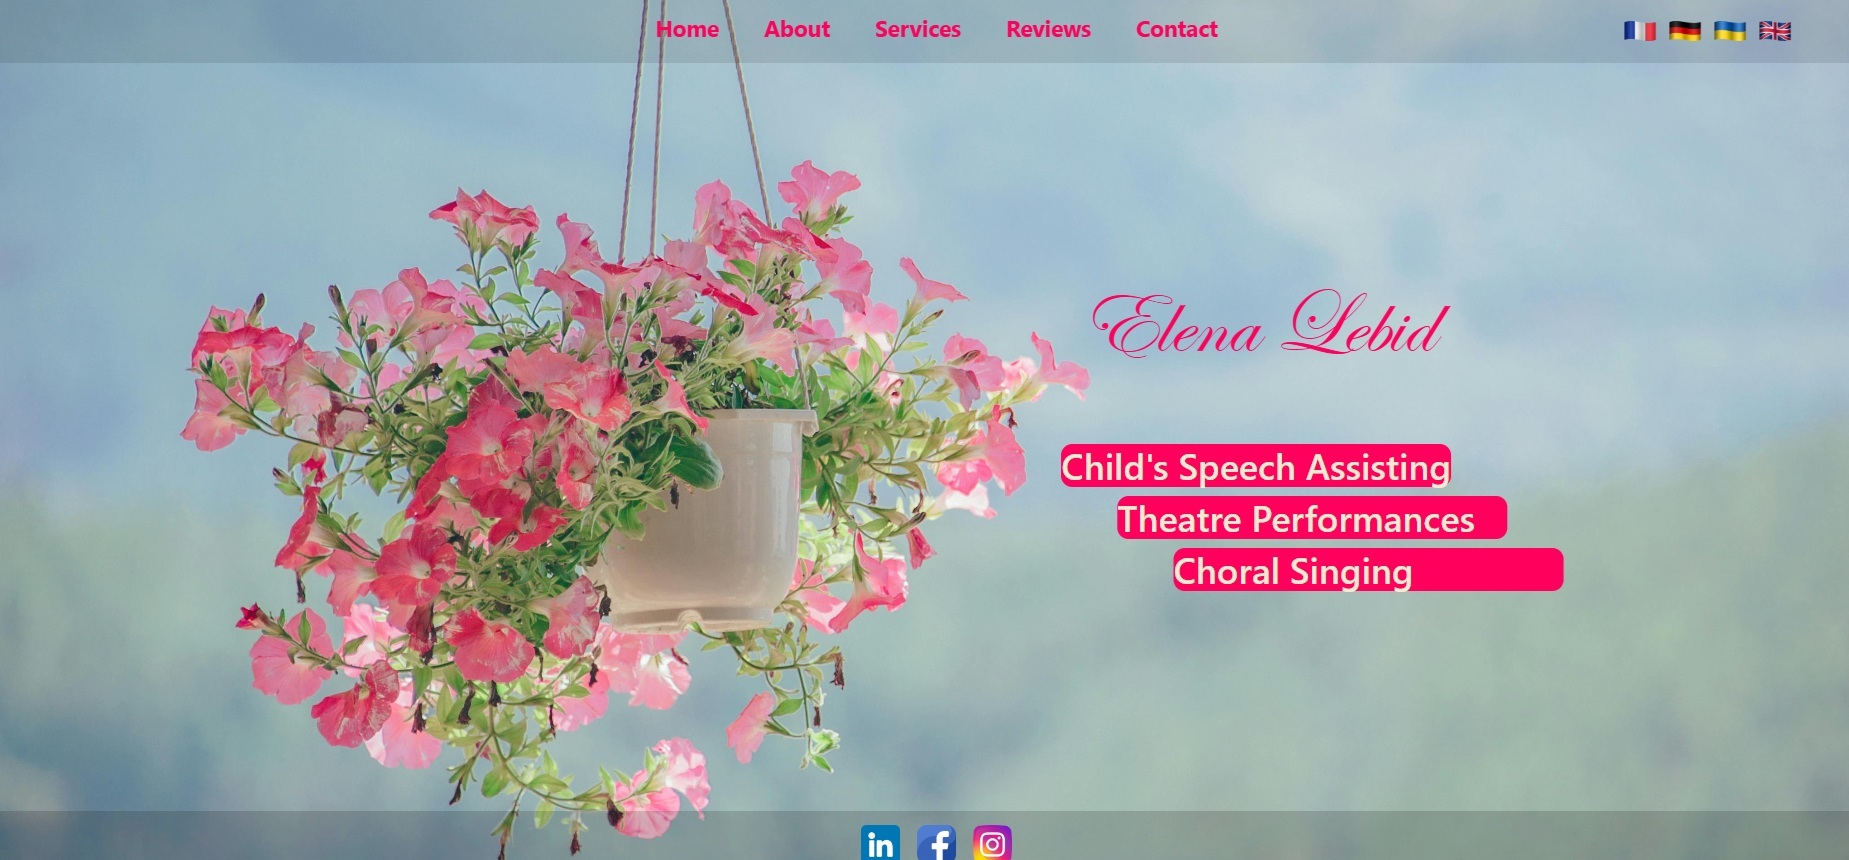 Home About Services Reviews Contact
Elena Lebid
Child's Speech Assisting
Theatre Performances
Choral Singing
in f